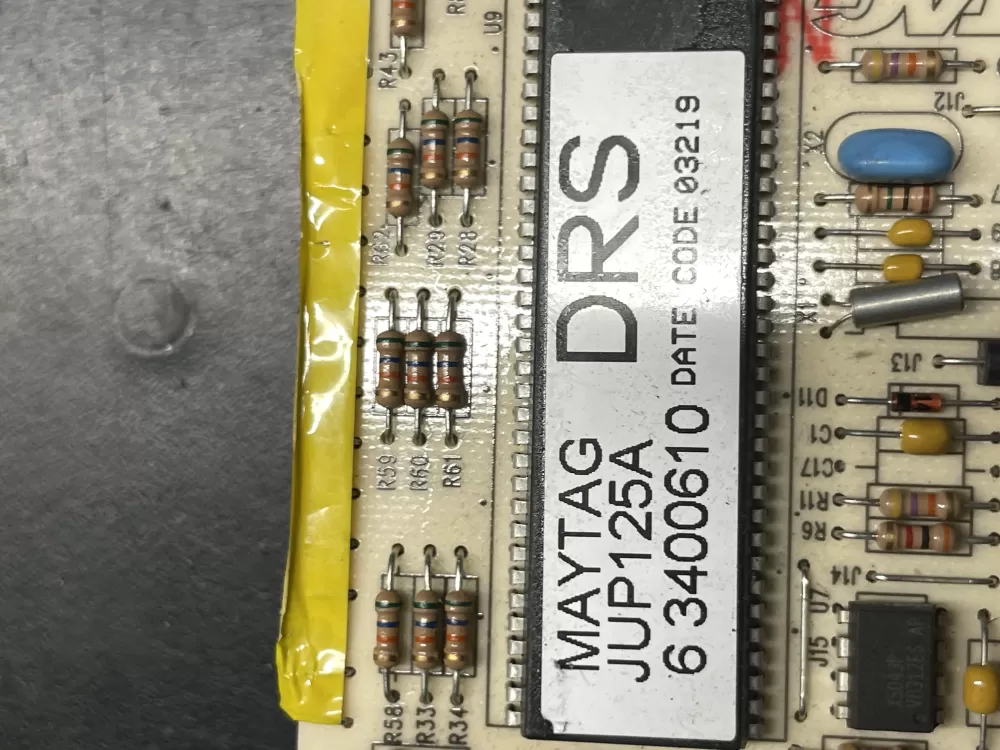 MAYTAG DRS
JUP125A
6 3400610 DATE CODE 03219
R43
U9
R62
R29
R28
R59
R60
R61
R58
R33
R34
J12
X2
X1
J13
D11
C1
C17
R11
R6
J14
U7
J15